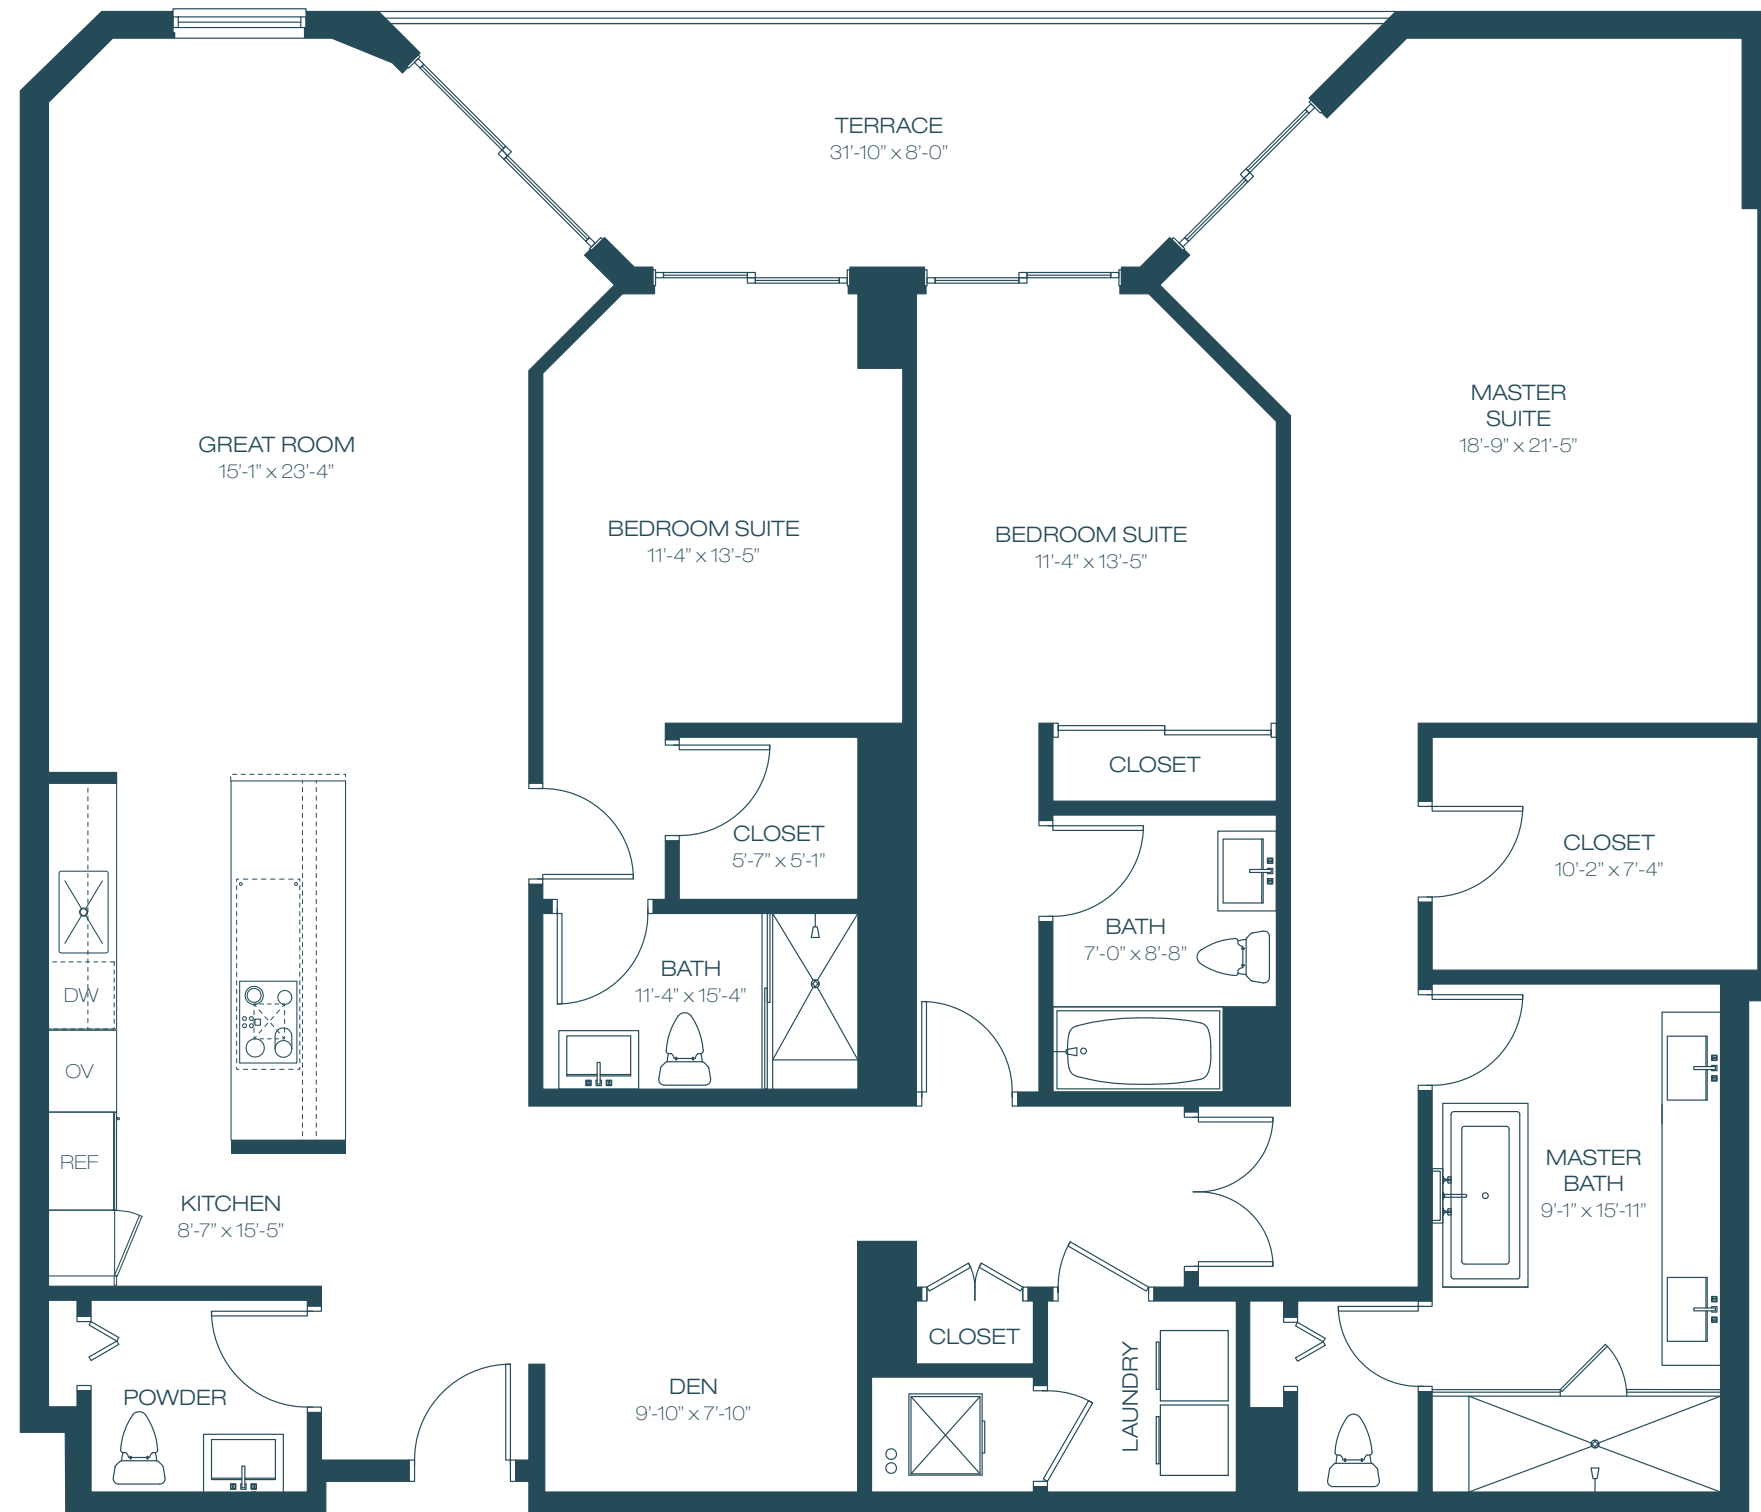 TERRACE
31'-10" x 8'-0"
MASTER
SUITE
18'-9" x 21'-5"
GREAT ROOM
15'-1" x 23'-4"
BEDROOM SUITE
11'-4" x 13'-5"
BEDROOM SUITE
11'-4" x 13'-5"
CLOSET
CLOSET
5'-7" x 5'-1"
CLOSET
10'-2" x 7'-4"
BATH
7'-0" x 8'-8"
BATH
11'-4" x 15'-4"
DW
OV
REF
KITCHEN
8'-7" x 15'-5"
MASTER
BATH
9'-1" x 15'-11"
CLOSET
LAUNDRY
POWDER
DEN
9'-10" x 7'-10"